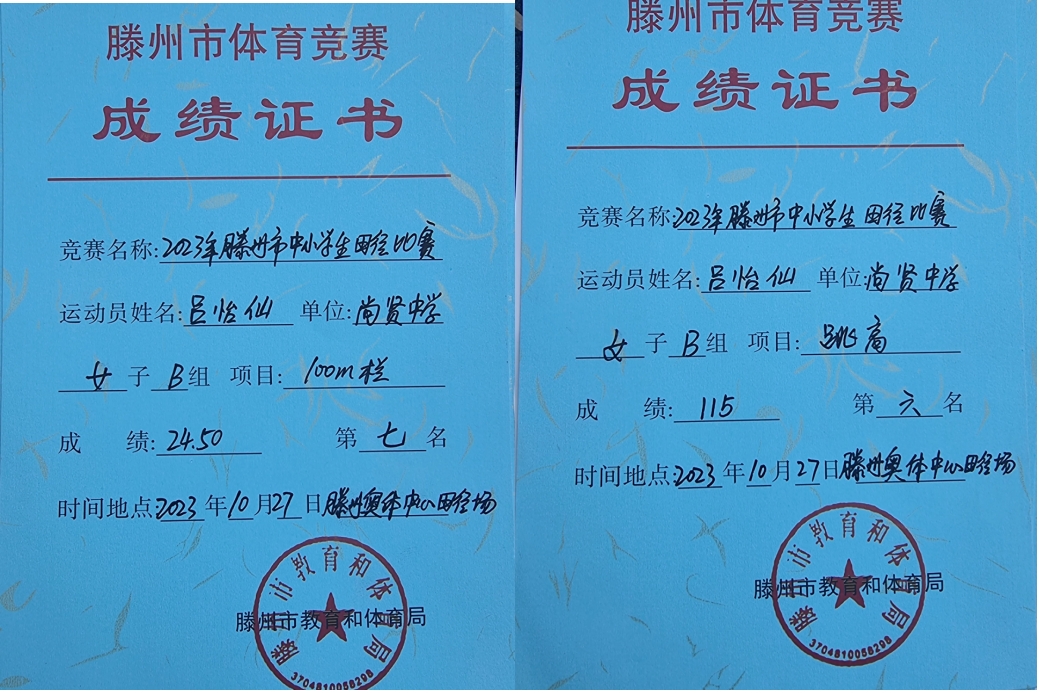 滕州市体育竞赛
成绩证书
竞赛名称:2023年滕州市中小学生田径比赛
运动员姓名:吕怡仙 单位:尚贤中学
女子B组 项目:100m栏
成 绩:24.50 第七名
时间地点:2023年10月27日滕州奥体中心田径场
滕州市教育和体育局
滕州市教育和体育局
3704810058298
滕州市体育竞赛
成绩证书
竞赛名称:2023年滕州市中小学生田径比赛
运动员姓名:吕怡仙 单位:尚贤中学
女子B组 项目:跳高
成 绩:115 第六名
时间地点:2023年10月27日滕州奥体中心田径场
滕州市教育和体育局
滕州市教育和体育局
3704810058298